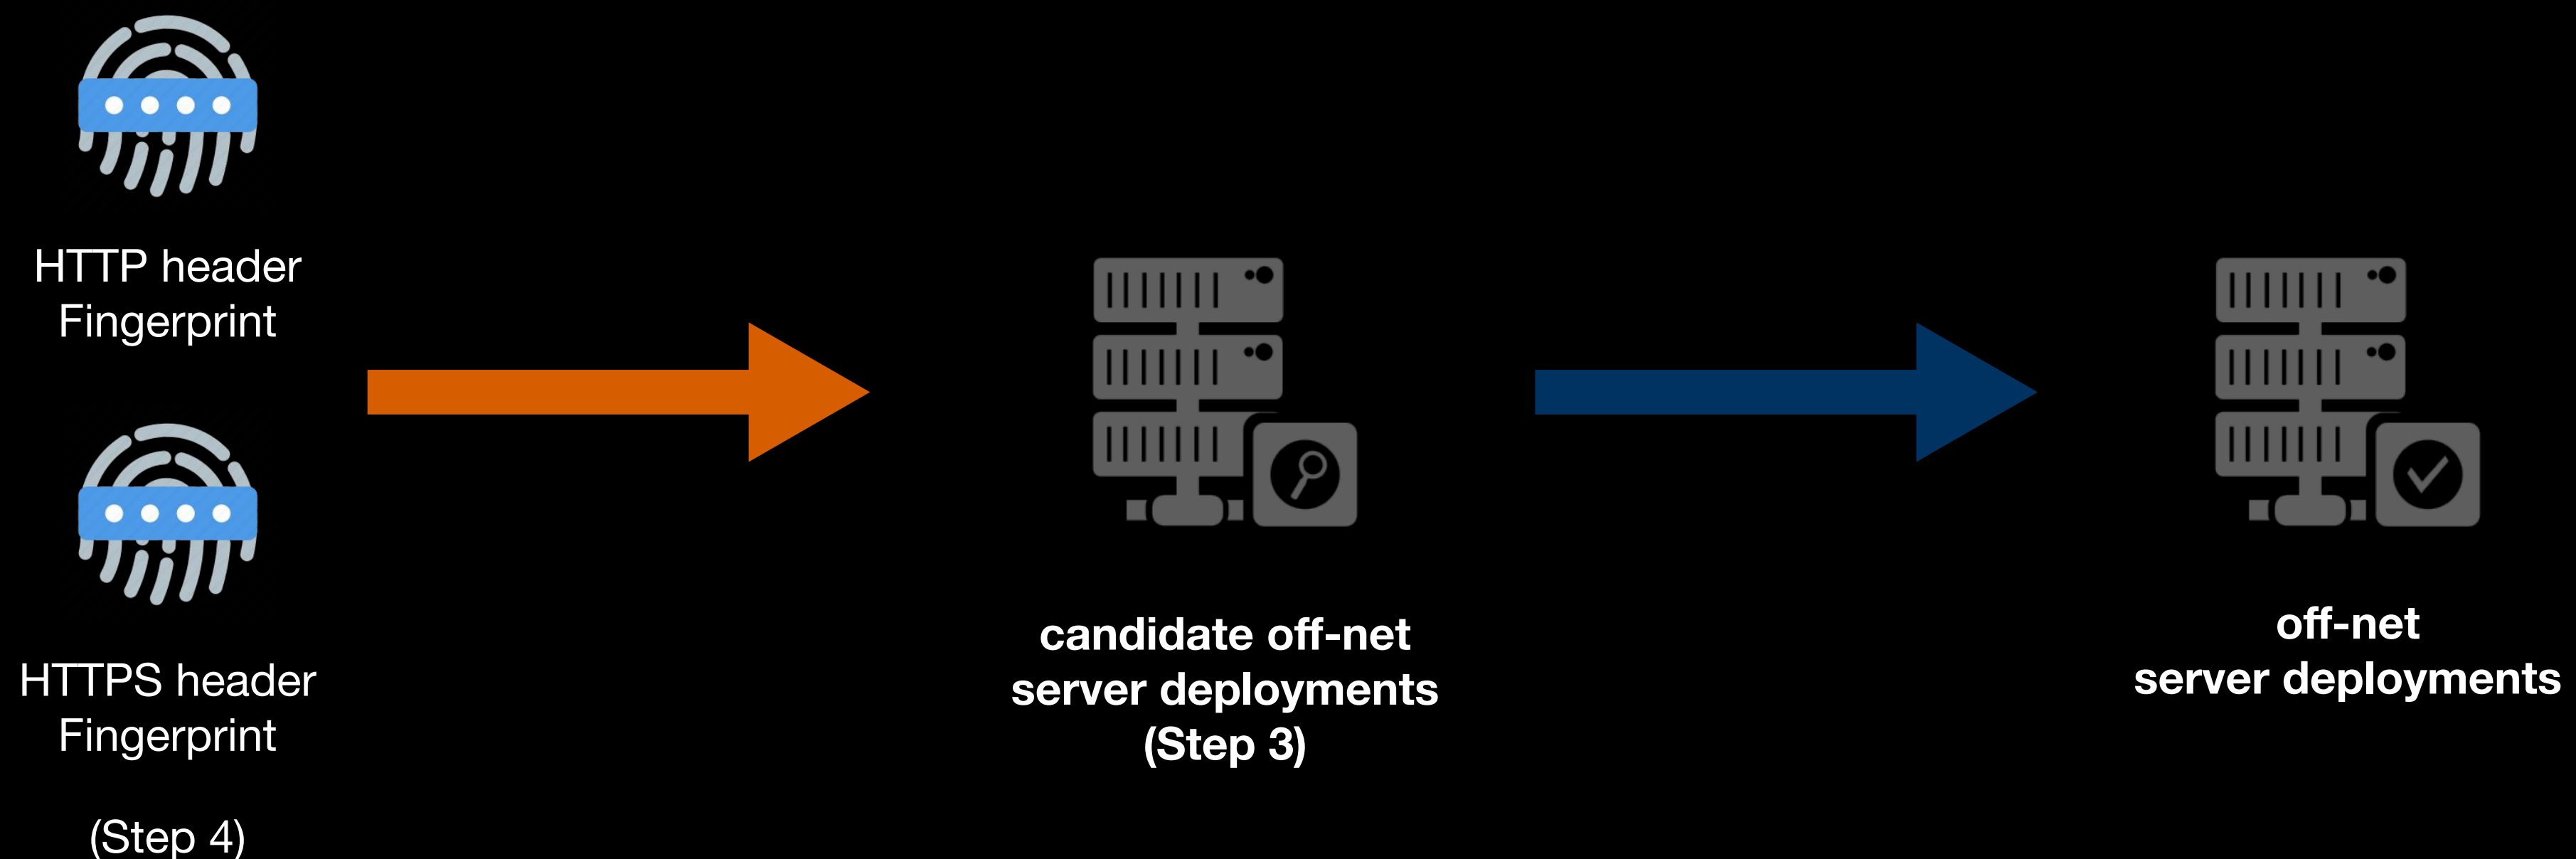 HTTP header
Fingerprint
HTTPS header
Fingerprint
(Step 4)
candidate off-net
server deployments
(Step 3)
off-net
server deployments